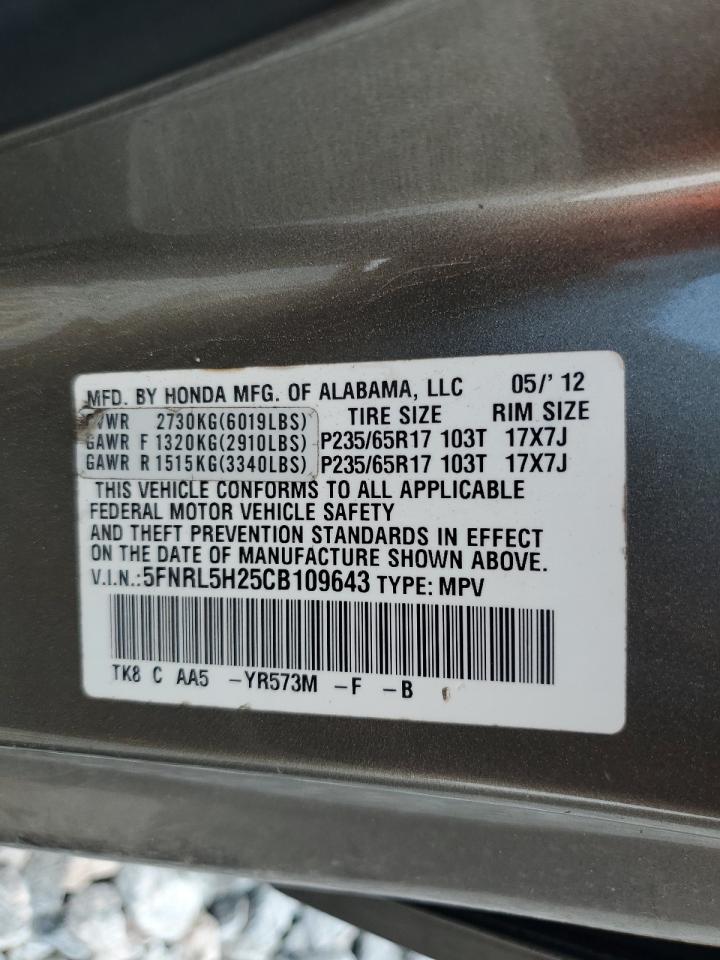 MFD. BY HONDA MFG. OF ALABAMA, LLC 05/' 12
GVWR 2730KG(6019LBS) TIRE SIZE RIM SIZE
GAWR F 1320KG(2910LBS) P235/65R17 103T 17X7J
GAWR R 1515KG(3340LBS) P235/65R17 103T 17X7J
THIS VEHICLE CONFORMS TO ALL APPLICABLE
FEDERAL MOTOR VEHICLE SAFETY
AND THEFT PREVENTION STANDARDS IN EFFECT
ON THE DATE OF MANUFACTURE SHOWN ABOVE.
V.I.N.:5FNRL5H25CB109643 TYPE: MPV
TK8 C AA5 -YR573M -F -B